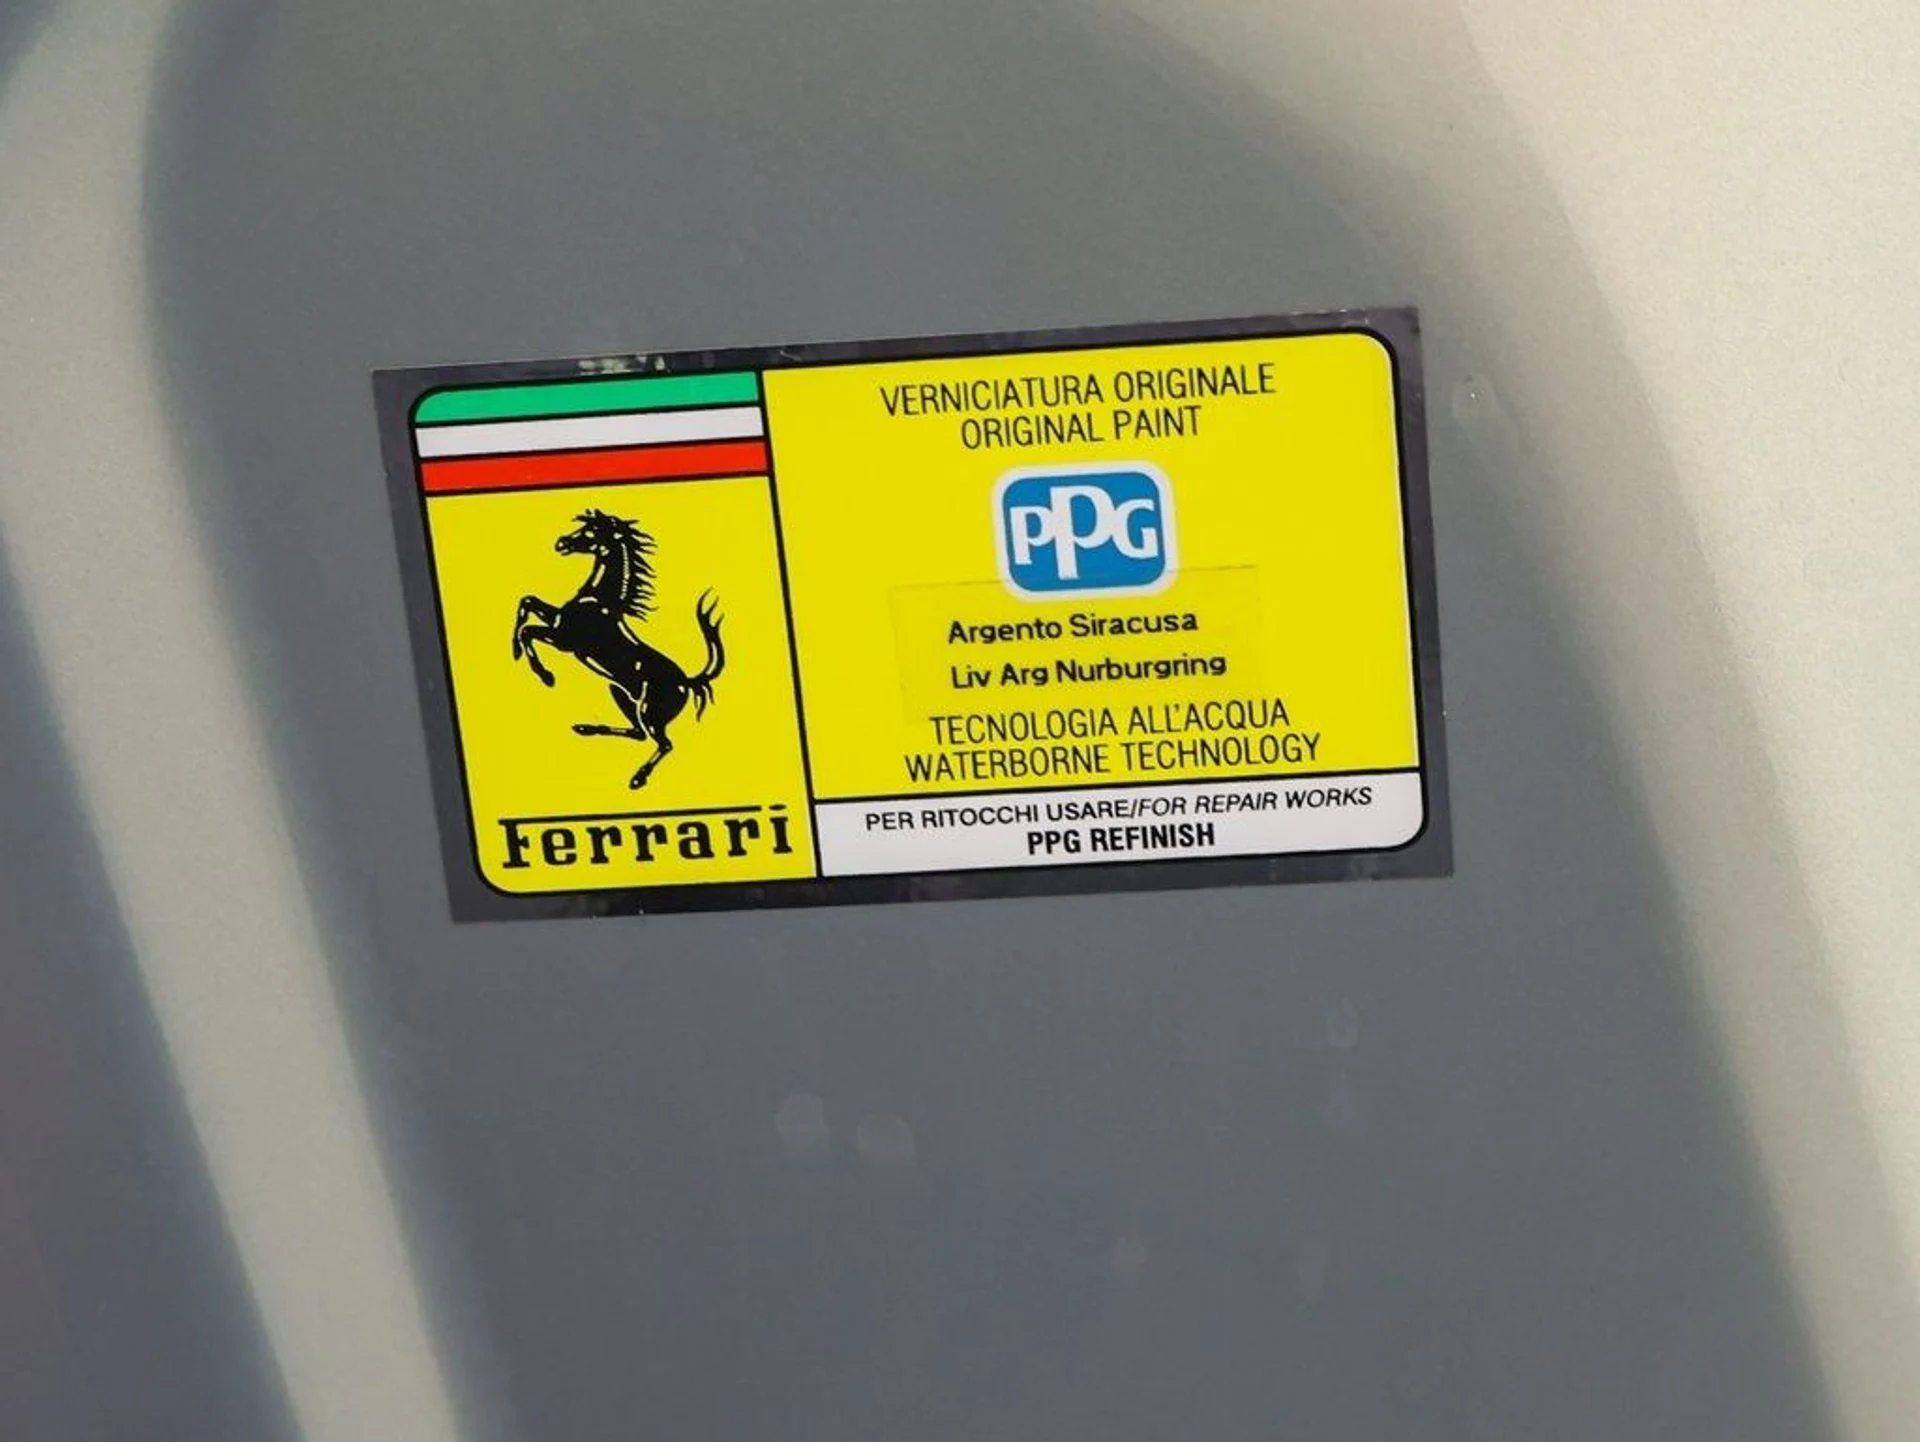 Ferrari
VERNICIATURA ORIGINALE
ORIGINAL PAINT
PPG
Argento Siracusa
Liv Arg Nurburgring
TECNOLOGIA ALL'ACQUA
WATERBORNE TECHNOLOGY
PER RITOCCHI USARE/FOR REPAIR WORKS
PPG REFINISH